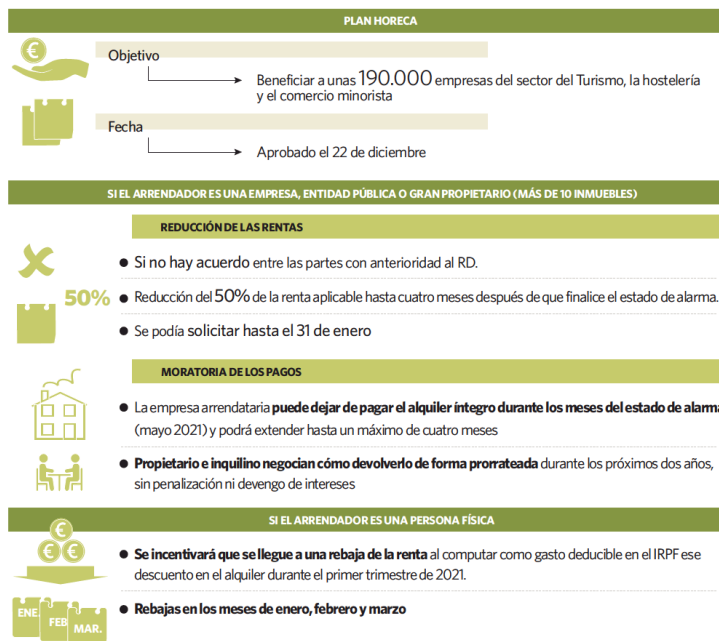 PLAN HORECA
€
Objetivo
Beneficiar a unas 190.000 empresas del sector del Turismo, la hostelería
y el comercio minorista
Fecha
Aprobado el 22 de diciembre
SI EL ARRENDADOR ES UNA EMPRESA, ENTIDAD PÚBLICA O GRAN PROPIETARIO (MÁS DE 10 INMUEBLES)
REDUCCIÓN DE LAS RENTAS
Si no hay acuerdo entre las partes con anterioridad al RD.
50%
Reducción del 50% de la renta aplicable hasta cuatro meses después de que finalice el estado de alarma.
Se podía solicitar hasta el 31 de enero
MORATORIA DE LOS PAGOS
La empresa arrendataria puede dejar de pagar el alquiler íntegro durante los meses del estado de alarma
(mayo 2021) y podrá extender hasta un máximo de cuatro meses
Propietario e inquilino negocian cómo devolverlo de forma prorrateada durante los próximos dos años,
sin penalización ni devengo de intereses
SI EL ARRENDADOR ES UNA PERSONA FÍSICA
€
€ €
Se incentivará que se llegue a una rebaja de la renta al computar como gasto deducible en el IRPF ese
descuento en el alquiler durante el primer trimestre de 2021.
ENE.
FEB
MAR.
Rebajas en los meses de enero, febrero y marzo